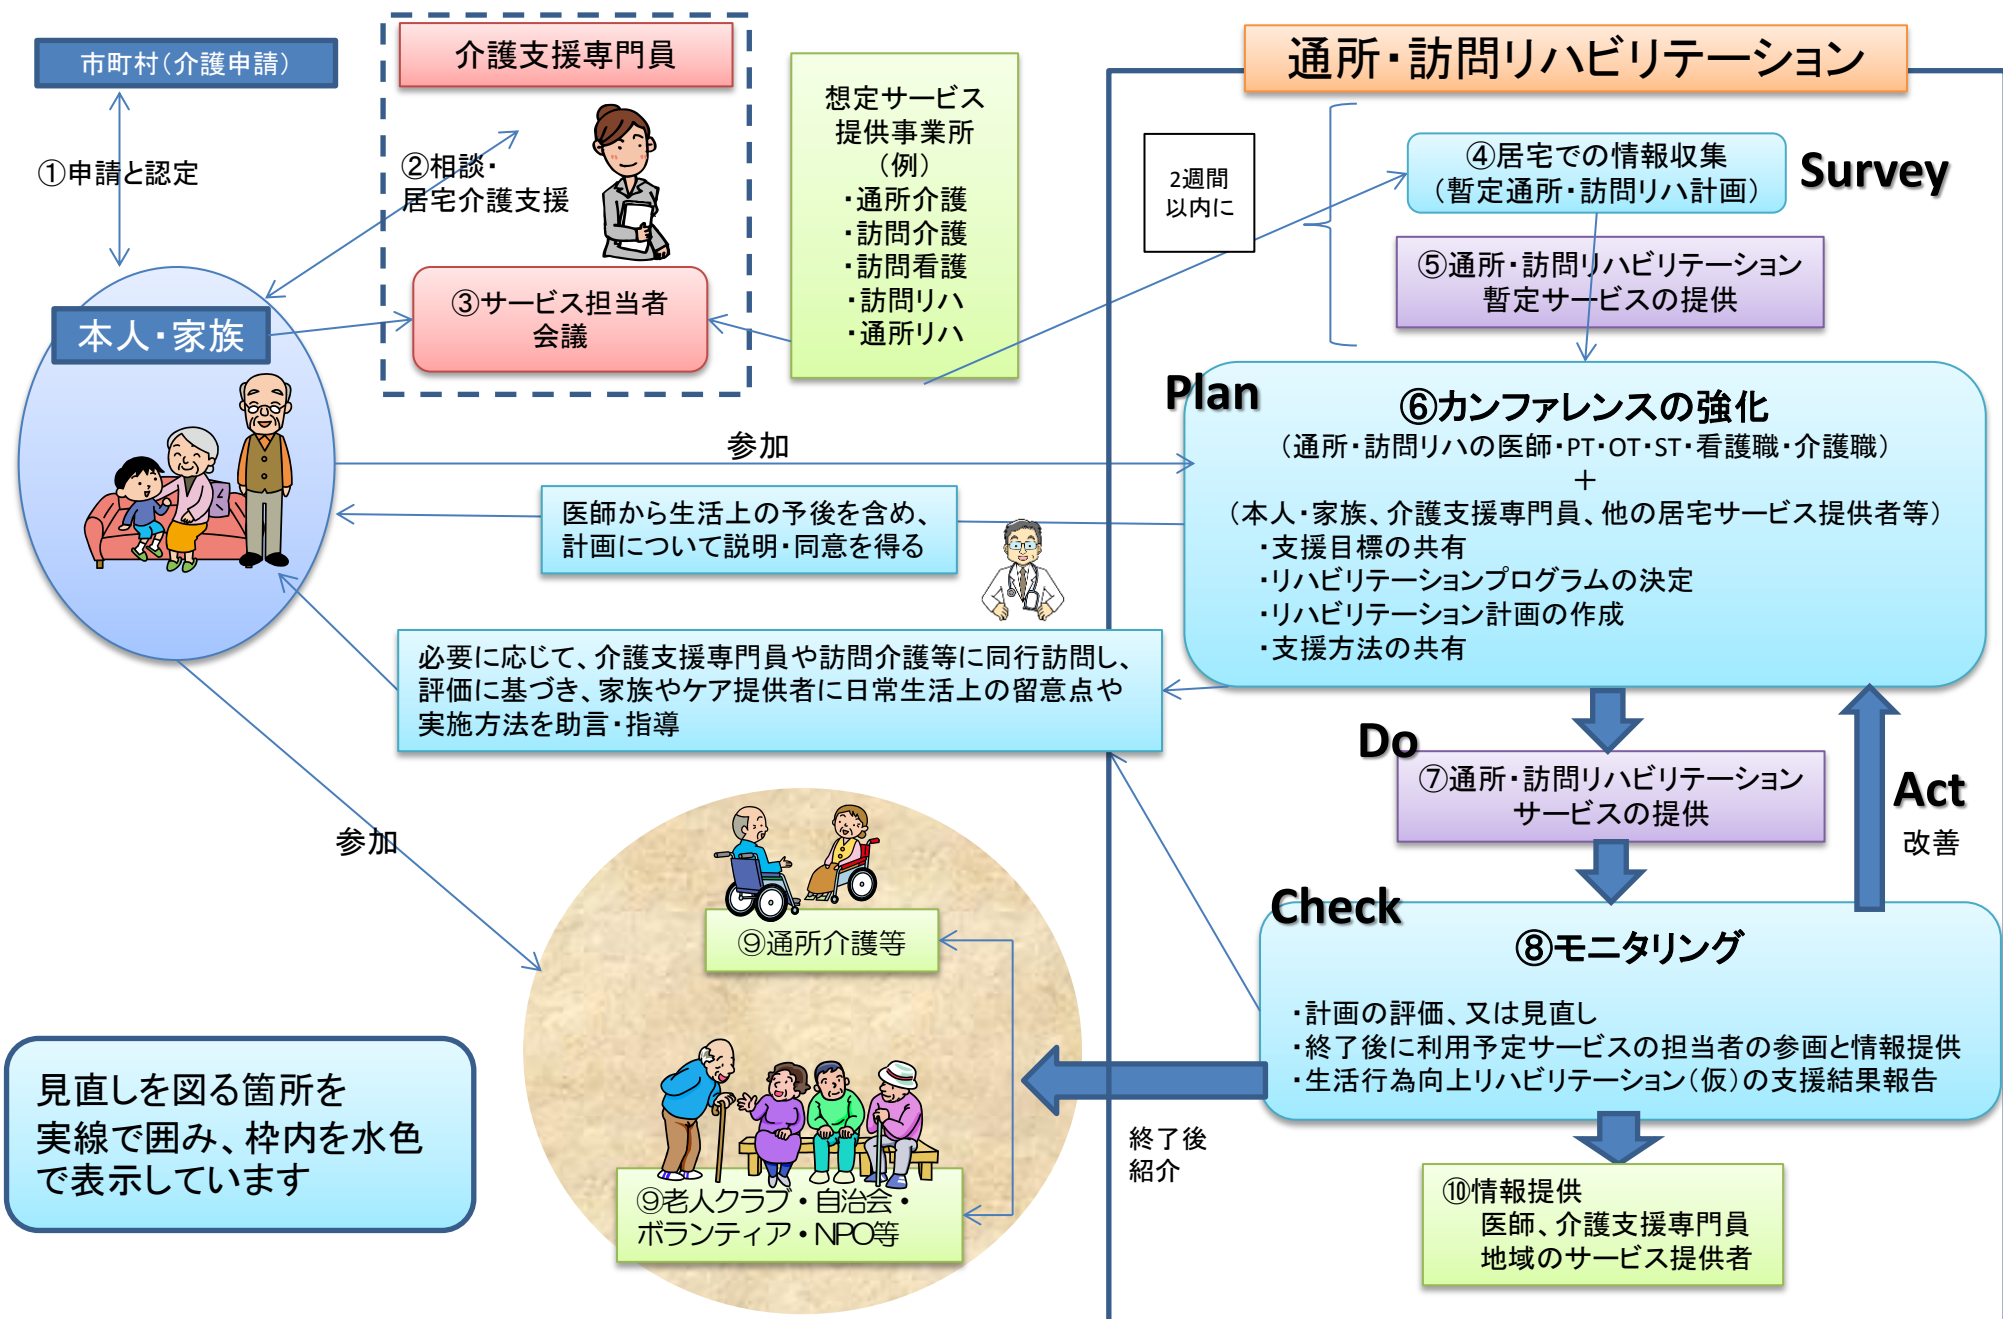 市町村（介護申請）
①申請と認定
本人・家族
介護支援専門員
②相談・
居宅介護支援
③サービス担当者
会議
想定サービス
提供事業所
（例）
・通所介護
・訪問介護
・訪問看護
・訪問リハ
・通所リハ
通所・訪問リハビリテーション
2週間
以内に
④居宅での情報収集
（暫定通所・訪問リハ計画）
Survey
⑤通所・訪問リハビリテーション
暫定サービスの提供
Plan
⑥カンファレンスの強化
（通所・訪問リハの医師・PT・OT・ST・看護職・介護職）
＋
（本人・家族、介護支援専門員、他の居宅サービス提供者等）
・支援目標の共有
・リハビリテーションプログラムの決定
・リハビリテーション計画の作成
・支援方法の共有
参加
医師から生活上の予後を含め、
計画について説明・同意を得る
必要に応じて、介護支援専門員や訪問介護等に同行訪問し、
評価に基づき、家族やケア提供者に日常生活上の留意点や
実施方法を助言・指導
Do
⑦通所・訪問リハビリテーション
サービスの提供
Act
改善
Check
⑧モニタリング
・計画の評価、又は見直し
・終了後に利用予定サービスの担当者の参画と情報提供
・生活行為向上リハビリテーション（仮）の支援結果報告
参加
⑨通所介護等
⑨老人クラブ・自治会・
ボランティア・NPO等
終了後
紹介
⑩情報提供
医師、介護支援専門員
地域のサービス提供者
見直しを図る箇所を
実線で囲み、枠内を水色
で表示しています